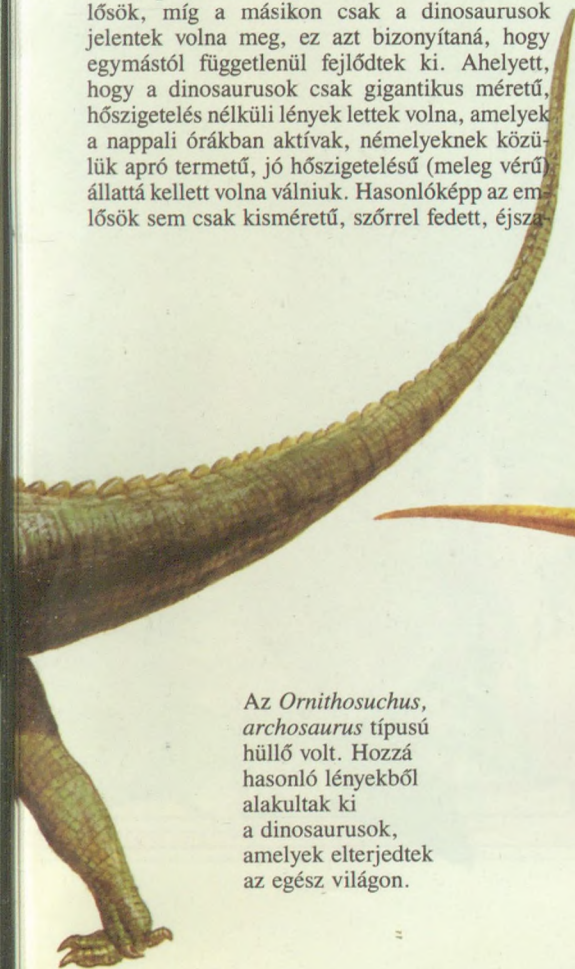 lősök, míg a másikon csak a dinosaurusok
jelentek volna meg, ez azt bizonyítaná, hogy
egymástól függetlenül fejlődtek ki. Ahelyett,
hogy a dinosaurusok csak gigantikus méretű,
hőszigetelés nélküli lények lettek volna, amelyek
a nappali órákban aktívak, némelyeknek közü-
lük apró termetű, jó hőszigetelésű (meleg vérű)
állattá kellett volna válniuk. Hasonlóképp az em-
lősök sem csak kisméretű, szőrrel fedett, éjsza-
Az Ornithosuchus,
archosaurus típusú
hüllő volt. Hozzá
hasonló lényekből
alakultak ki
a dinosaurusok,
amelyek elterjedtek
az egész világon.